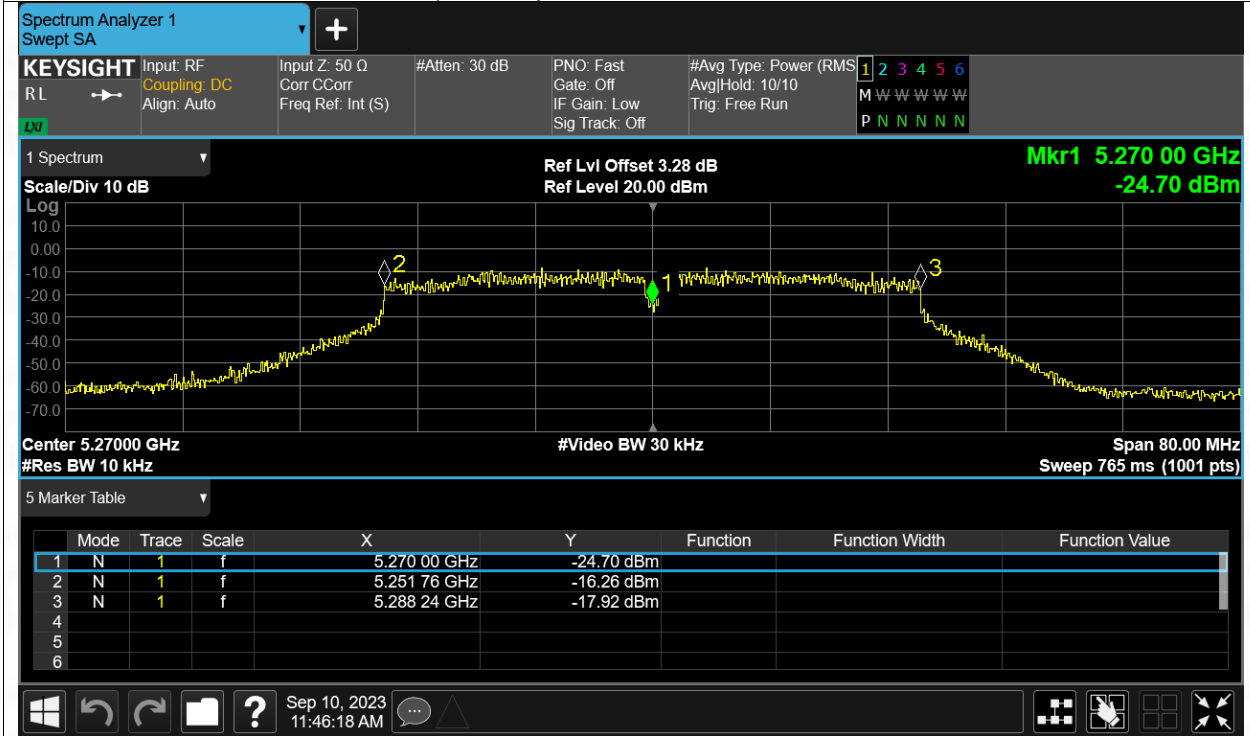 Spectrum Analyzer 1
Swept SA
+
KEYSIGHT Input: RF Input Z: 50 Ω #Atten: 30 dB PNO: Fast #Avg Type: Power (RMS 1 2 3 4 5 6
R L Coupling: DC Corr CCorr Gate: Off Avg|Hold: 10/10 M W W W W W
Align: Auto Freq Ref: Int (S) IF Gain: Low Trig: Free Run
LXI Sig Track: Off P N N N N N
1 Spectrum Ref Lvl Offset 3.28 dB Mkr1 5.270 00 GHz
Scale/Div 10 dB Ref Level 20.00 dBm -24.70 dBm
Log
10.0
0.00
-10.0 2 3
-20.0 1
-30.0
-40.0
-50.0
-60.0
-70.0
Center 5.27000 GHz #Video BW 30 kHz Span 80.00 MHz
#Res BW 10 kHz Sweep 765 ms (1001 pts)
5 Marker Table
Mode Trace Scale X Y Function Function Width Function Value
1 N 1 f 5.270 00 GHz -24.70 dBm
2 N 1 f 5.251 76 GHz -16.26 dBm
3 N 1 f 5.288 24 GHz -17.92 dBm
4
5
6
? Sep 10, 2023
11:46:18 AM